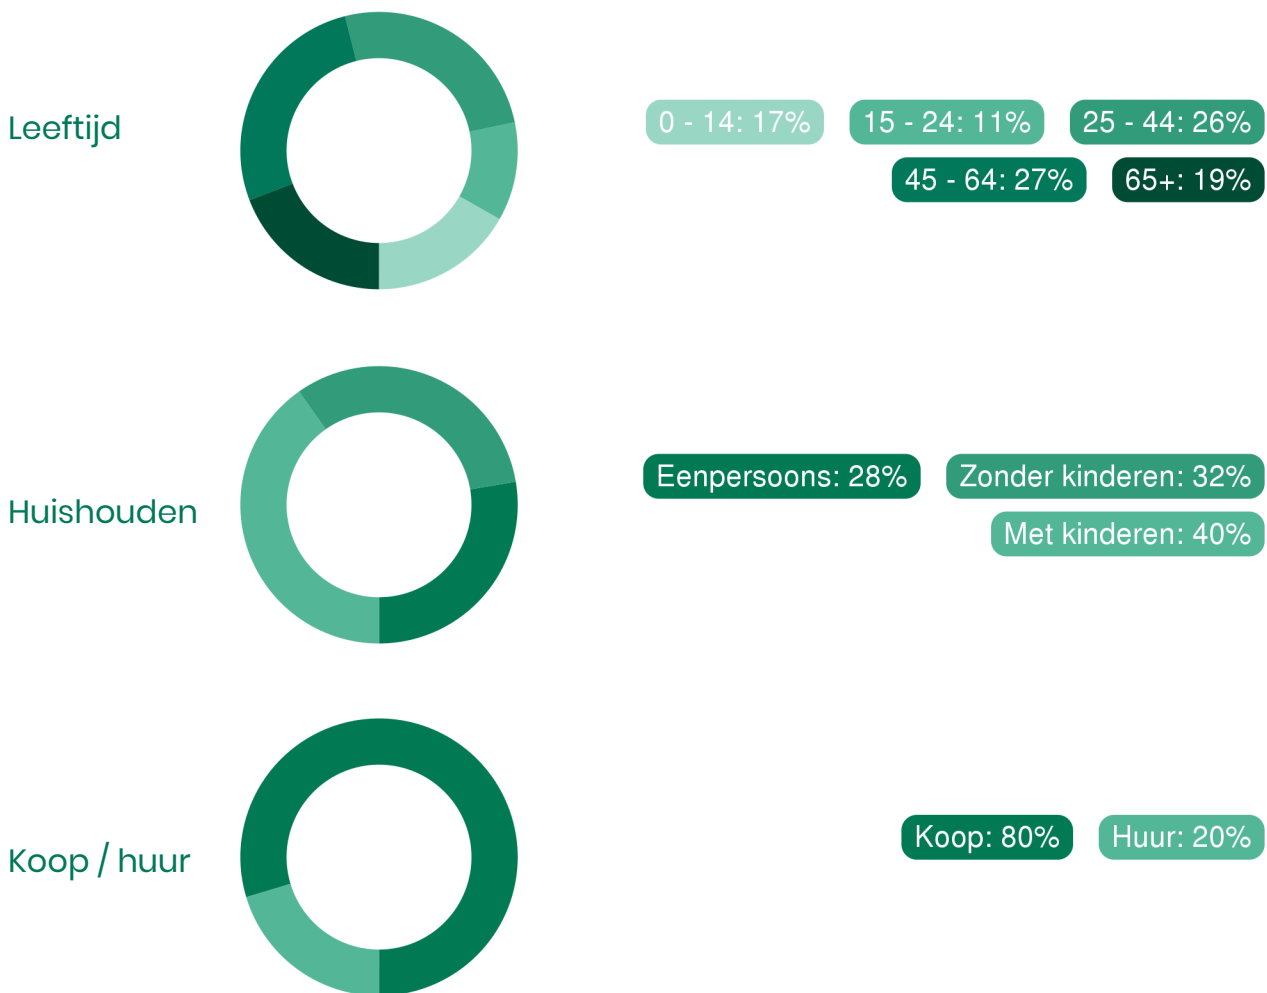 Leeftijd
0 - 14: 17% 15 - 24: 11% 25 - 44: 26%
45 - 64: 27% 65+: 19%
Huishouden
Eenpersoons: 28% Zonder kinderen: 32%
Met kinderen: 40%
Koop / huur
Koop: 80% Huur: 20%